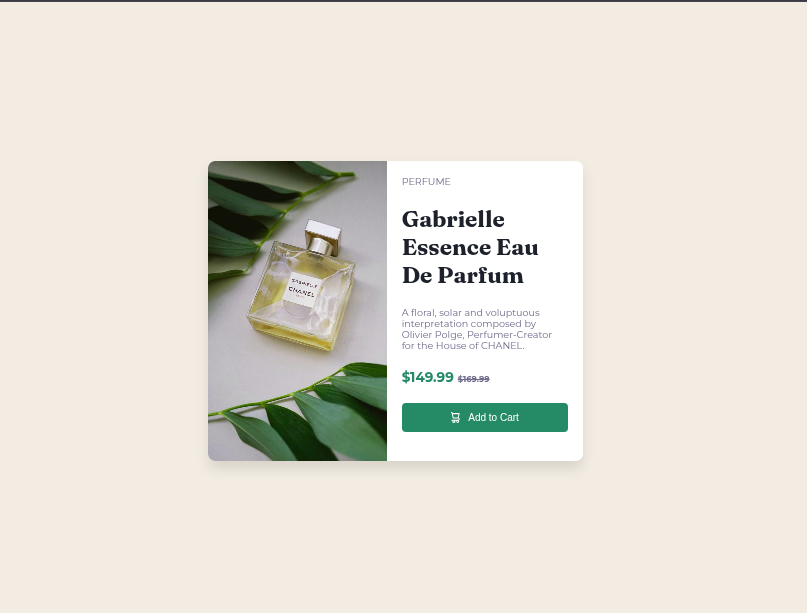 PERFUME
Gabrielle
Essence Eau
De Parfum
A floral, solar and voluptuous
interpretation composed by
Olivier Polge, Perfumer-Creator
for the House of CHANEL.
$149.99 $169.99
Add to Cart
GABRIELLE
CHANEL